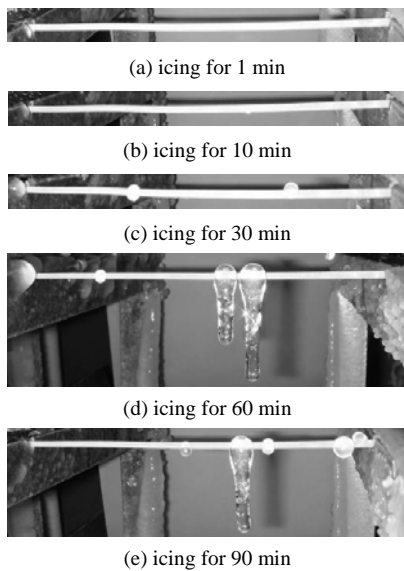 (a) icing for 1 min
(b) icing for 10 min
(c) icing for 30 min
(d) icing for 60 min
(e) icing for 90 min